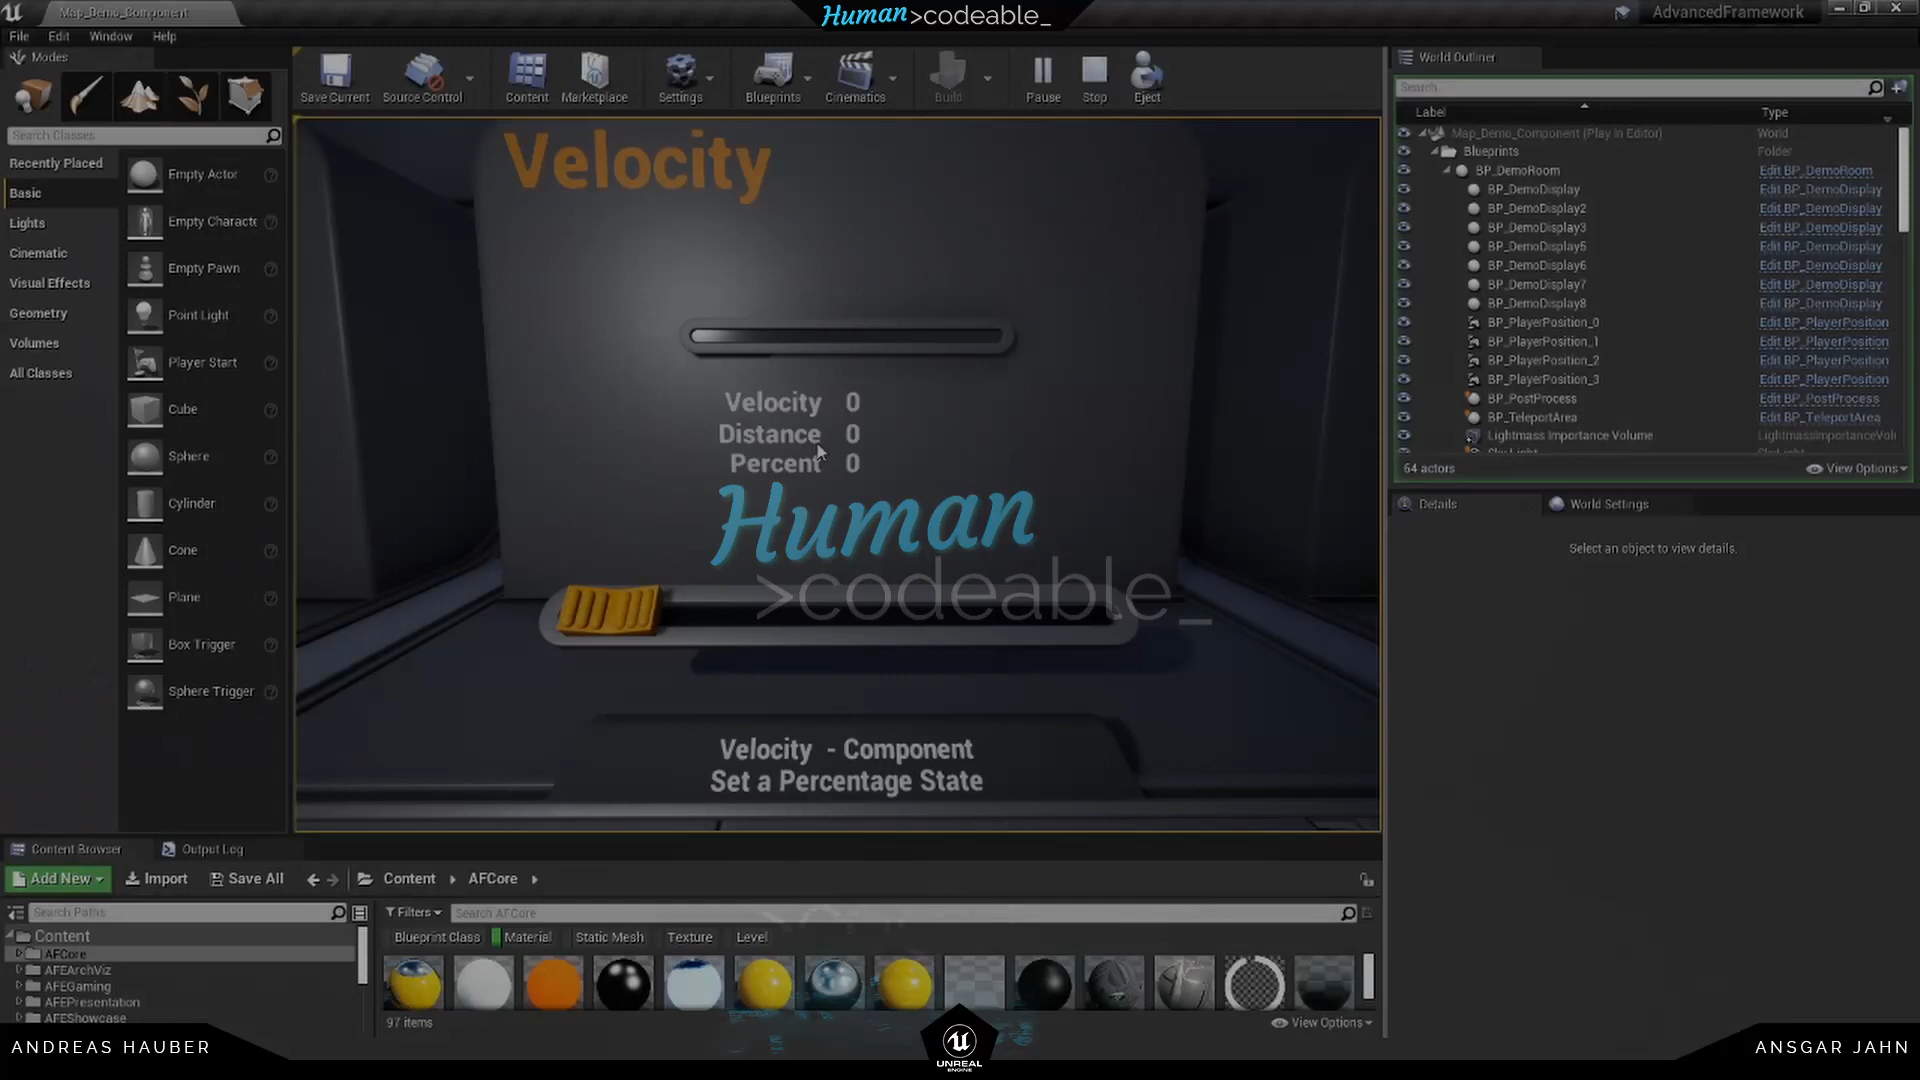 Map_Demo_Component
Human>codeable_
AdvancedFramework
File Edit Window Help
Modes
Save Current
Source Control
Content
Marketplace
Settings
Blueprints
Cinematics
Build
Pause
Stop
Eject
Search Classes
Recently Placed
Basic
Lights
Cinematic
Visual Effects
Geometry
Volumes
All Classes
Empty Actor
Empty Characte
Empty Pawn
Point Light
Player Start
Cube
Sphere
Cylinder
Cone
Plane
Box Trigger
Sphere Trigger
Velocity
Velocity 0
Distance 0
Percent 0
Human
>codeable_
Velocity - Component
Set a Percentage State
World Outliner
Search
Label Type
Map_Demo_Component (Play In Editor) World
Blueprints Folder
BP_DemoRoom Edit BP_DemoRoom
BP_DemoDisplay Edit BP_DemoDisplay
BP_DemoDisplay2 Edit BP_DemoDisplay
BP_DemoDisplay3 Edit BP_DemoDisplay
BP_DemoDisplay5 Edit BP_DemoDisplay
BP_DemoDisplay6 Edit BP_DemoDisplay
BP_DemoDisplay7 Edit BP_DemoDisplay
BP_DemoDisplay8 Edit BP_DemoDisplay
BP_PlayerPosition_0 Edit BP_PlayerPosition
BP_PlayerPosition_1 Edit BP_PlayerPosition
BP_PlayerPosition_2 Edit BP_PlayerPosition
BP_PlayerPosition_3 Edit BP_PlayerPosition
BP_PostProcess Edit BP_PostProcess
BP_TeleportArea Edit BP_TeleportArea
Lightmass Importance Volume LightmassImportanceVolu
64 actors View Options
Details World Settings
Select an object to view details.
Content Browser Output Log
Add New Import Save All Content AFCore
Search Paths
Content
AFCore
AFEArchViz
AFEGaming
AFEPresentation
AFEShowcase
Filters Search AFCore
Blueprint Class Material Static Mesh Texture Level
97 items View Options
ANDREAS HAUBER
UNREAL
ENGINE
ANSGAR JAHN